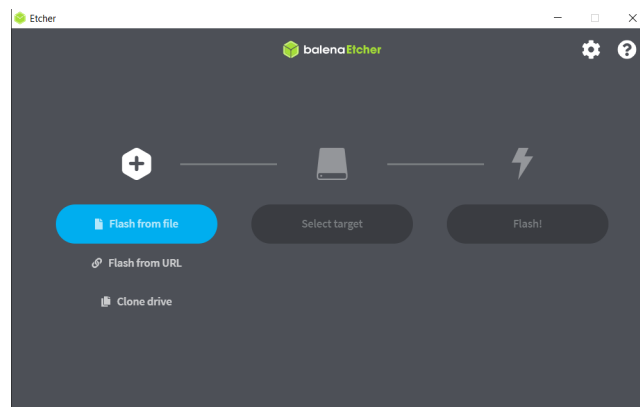 Etcher
balenaEtcher
Flash from file
Select target
Flash!
Flash from URL
Clone drive